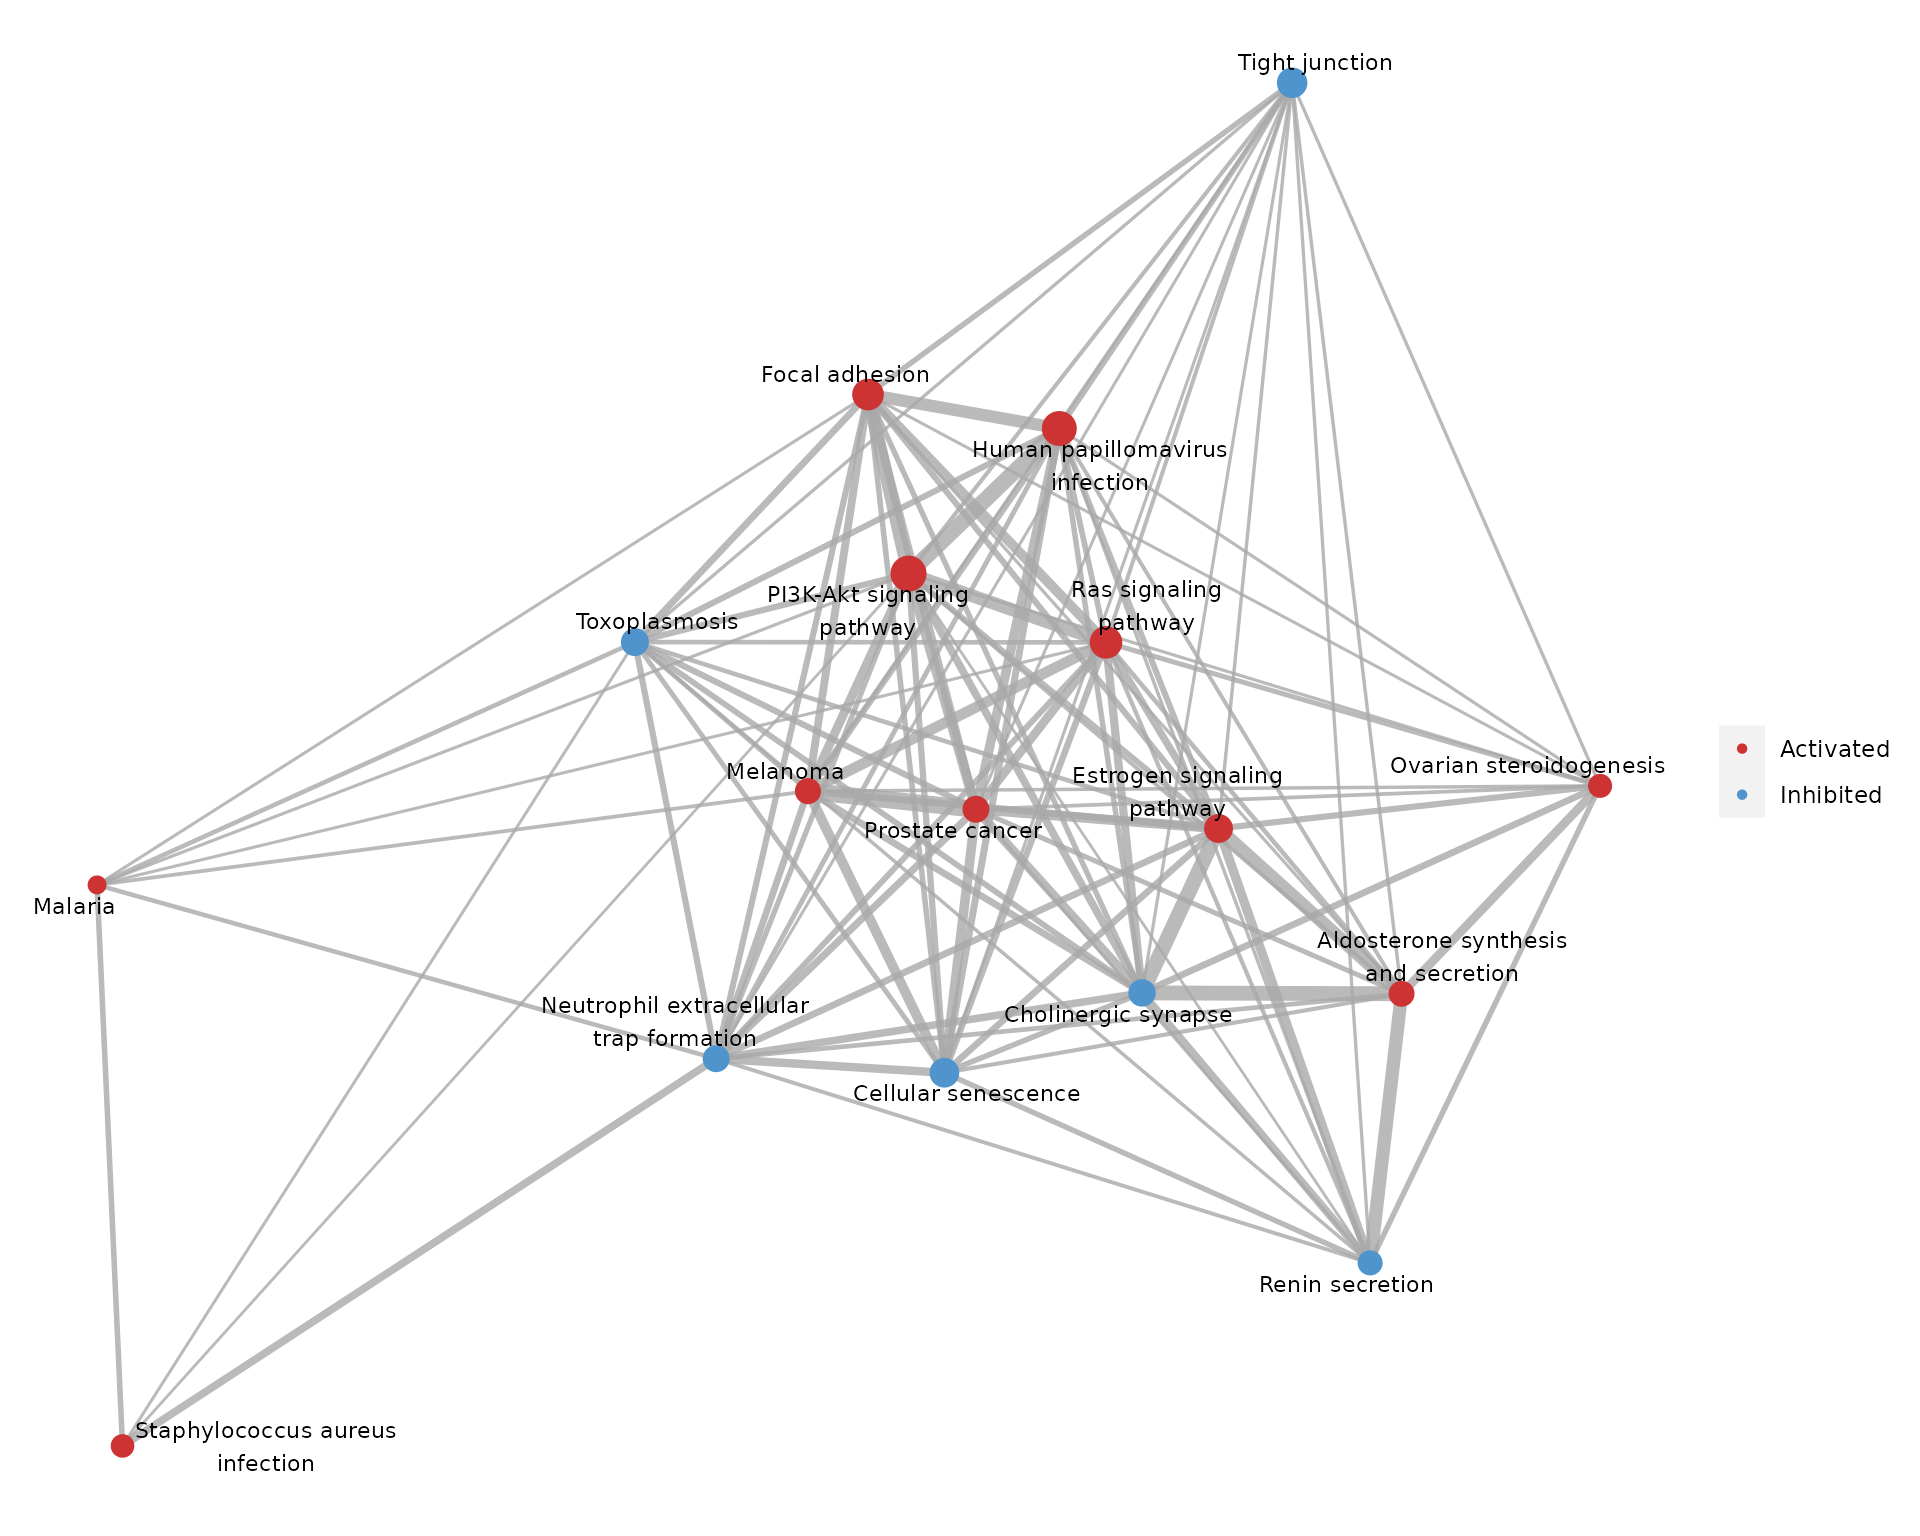 Tight junction
Focal adhesion
Human papillomavirus
infection
PI3K-Akt signaling
pathway
Ras signaling
pathway
Toxoplasmosis
Melanoma
Estrogen signaling
pathway
Ovarian steroidogenesis
Prostate cancer
Malaria
Aldosterone synthesis
and secretion
Neutrophil extracellular
trap formation
Cholinergic synapse
Cellular senescence
Renin secretion
Staphylococcus aureus
infection
Activated
Inhibited